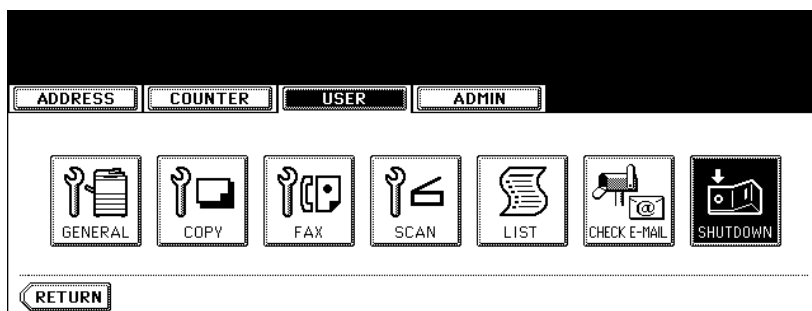 ADDRESS COUNTER USER ADMIN
GENERAL COPY FAX SCAN LIST CHECK E-MAIL SHUTDOWN
RETURN